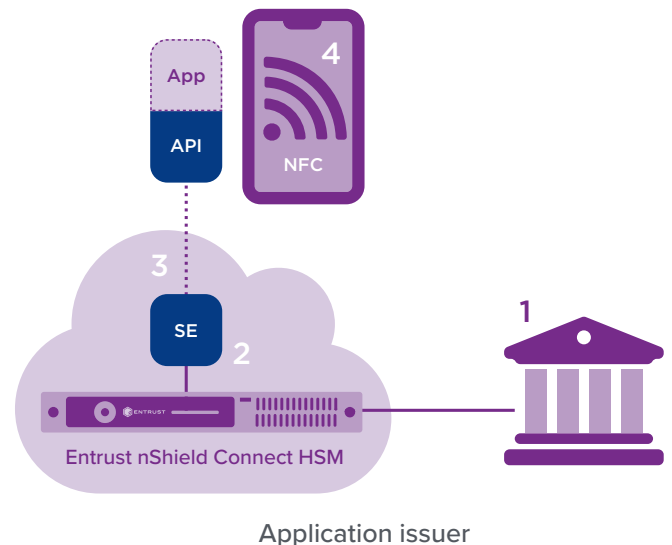 App
API
4
NFC
3
SE
2
1
ENTRUST
Entrust nShield Connect HSM
Application issuer